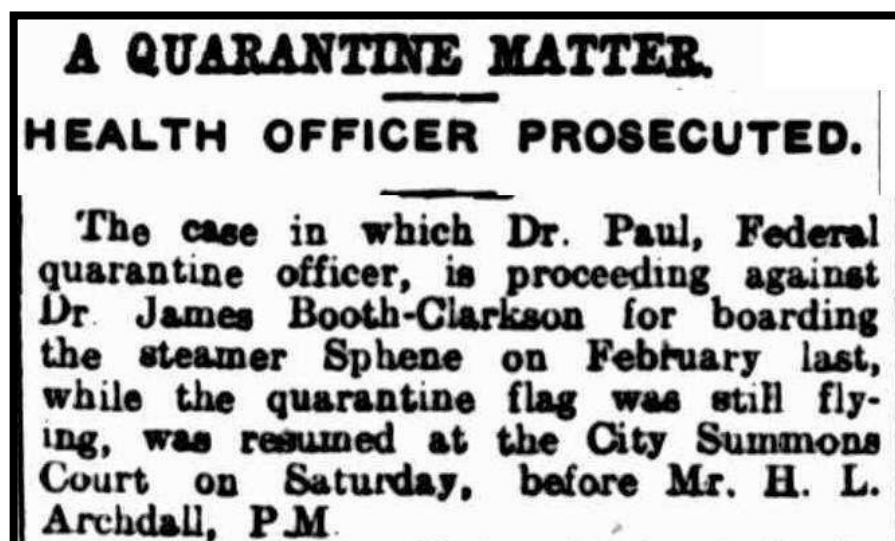 A QUARANTINE MATTER.
HEALTH OFFICER PROSECUTED.
The case in which Dr. Paul, Federal
quarantine officer, is proceeding against
Dr. James Booth-Clarkson for boarding
the steamer Sphene on February last,
while the quarantine flag was still fly-
ing, was resumed at the City Summons
Court on Saturday, before Mr. H. L.
Archdall, P.M